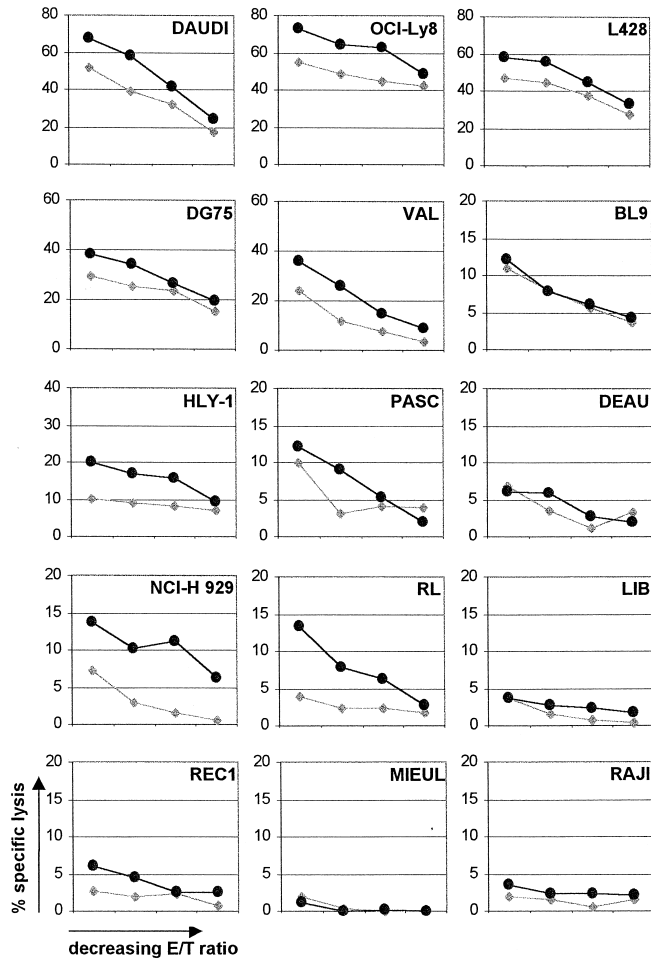 DAUDI OCI-Ly8 L428
80 80 80
60 60 60
40 40 40
20 20 20
0 0 0
DG75 VAL BL9
60 60 20
40 40 15
20 20 10
0 0 5
0
HLY-1 PASC DEAU
40 20 20
30 15 15
20 10 10
10 5 5
0 0 0
NCI-H 929 RL LIB
20 20 20
15 15 15
10 10 10
5 5 5
0 0 0
REC1 MIEUL RAJI
20 20 20
15 15 15
10 10 10
5 5 5
0 0 0
% specific lysis
decreasing E/T ratio